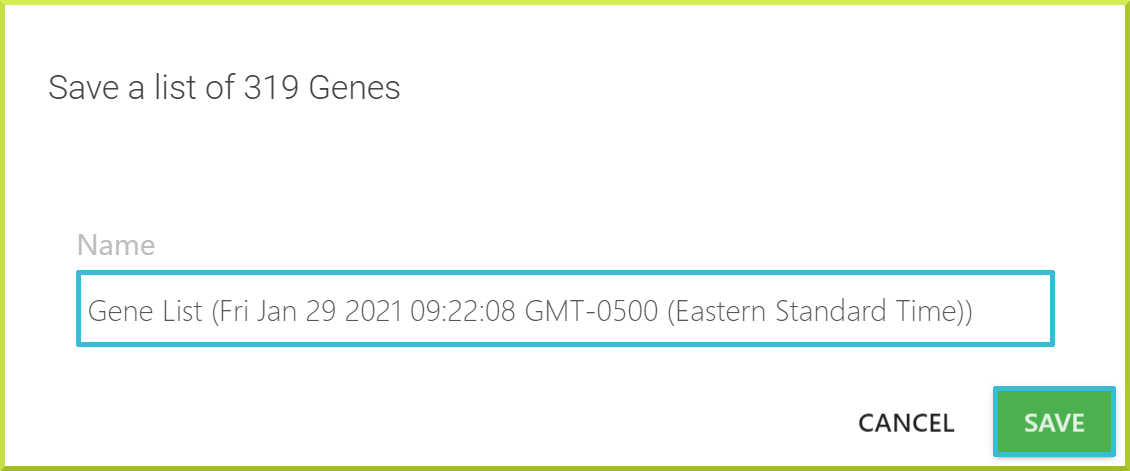 Save a list of 319 Genes
Name
Gene List (Fri Jan 29 2021 09:22:08 GMT-0500 (Eastern Standard Time))
CANCEL SAVE